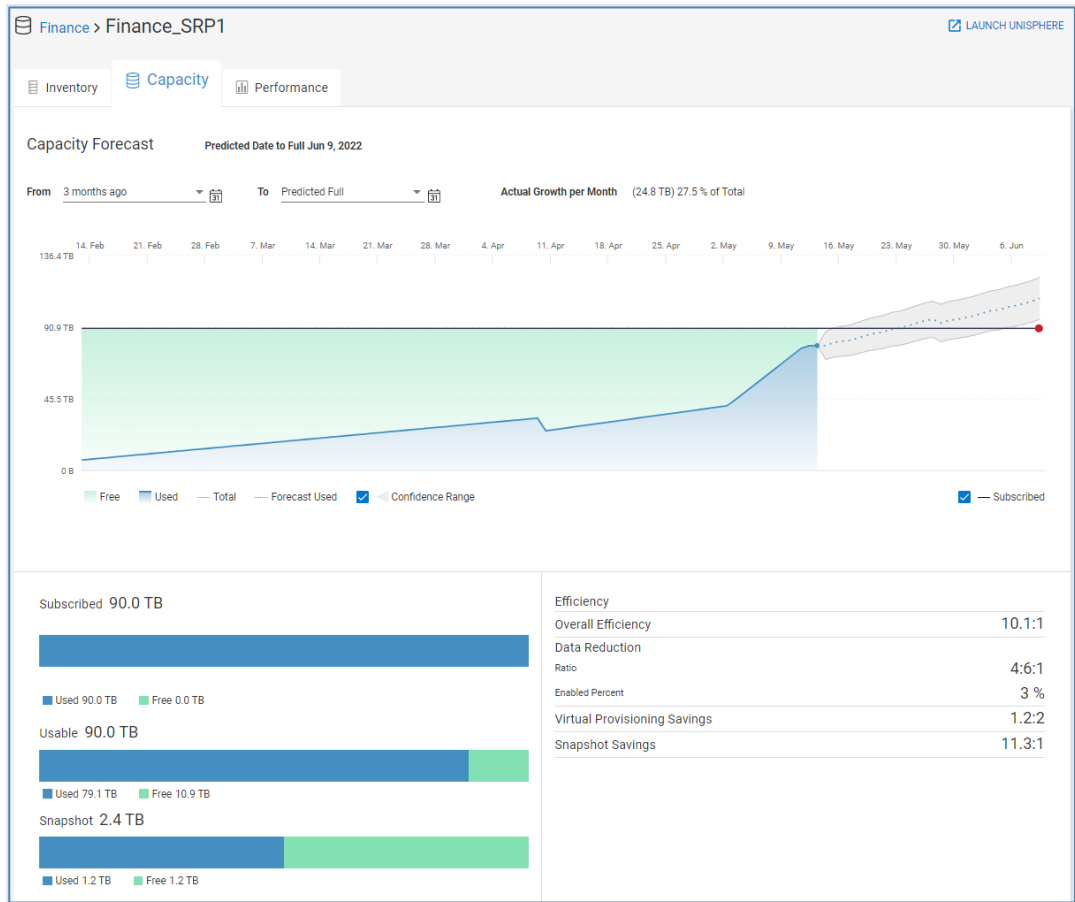 Finance > Finance_SRP1
LAUNCH UNISPHERE
Inventory
Capacity
Performance
Capacity Forecast
Predicted Date to Full Jun 9, 2022
From 3 months ago 31 To Predicted Full 31 Actual Growth per Month (24.8 TB) 27.5 % of Total
14. Feb 21. Feb 28. Feb 7. Mar 14. Mar 21. Mar 28. Mar 4. Apr 11. Apr 18. Apr 25. Apr 2. May 9. May 16. May 23. May 30. May 6. Jun
136.4 TB
90.9 TB
45.5 TB
0 B
Free Used Total Forecast Used Confidence Range Subscribed
Subscribed 90.0 TB
Used 90.0 TB Free 0.0 TB
Usable 90.0 TB
Used 79.1 TB Free 10.9 TB
Snapshot 2.4 TB
Used 1.2 TB Free 1.2 TB
Efficiency
Overall Efficiency 10.1:1
Data Reduction
Ratio 4:6:1
Enabled Percent 3 %
Virtual Provisioning Savings 1.2:2
Snapshot Savings 11.3:1